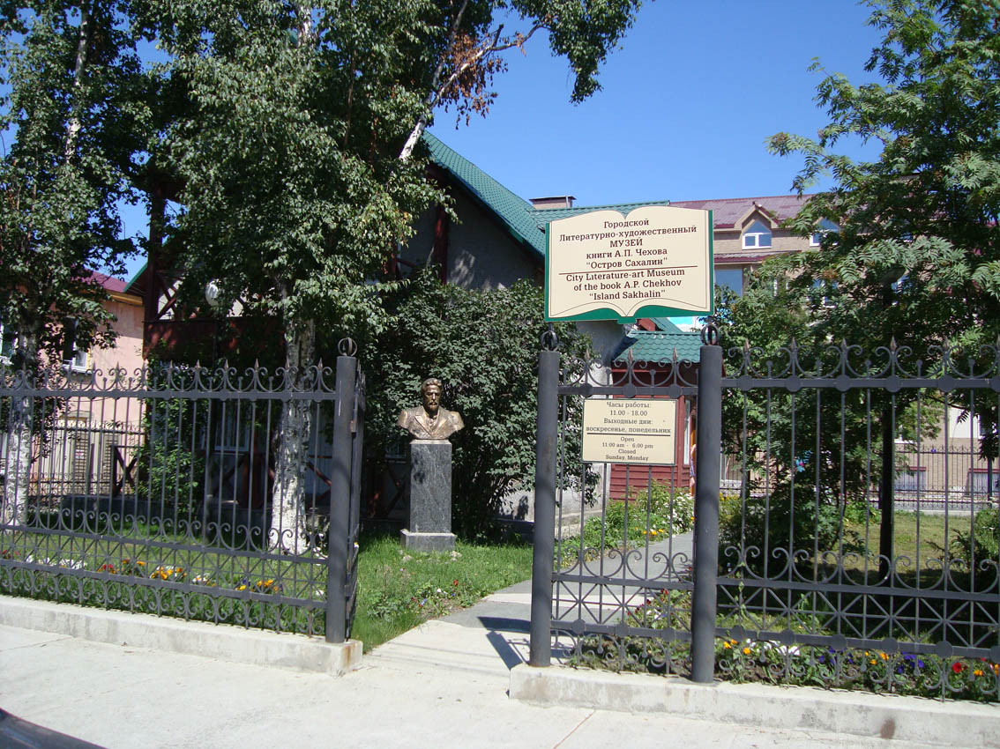 Городской
Литературно-художественный
МУЗЕЙ
книги А.П. Чехова
"Остров Сахалин"
City Literature-art Museum
of the book A.P. Chekhov
"Island Sakhalin"
Часы работы:
11.00 - 18.00
Выходные дни:
воскресенье, понедельник
Open
11:00 am - 6:00 pm
Closed
Sunday, Monday